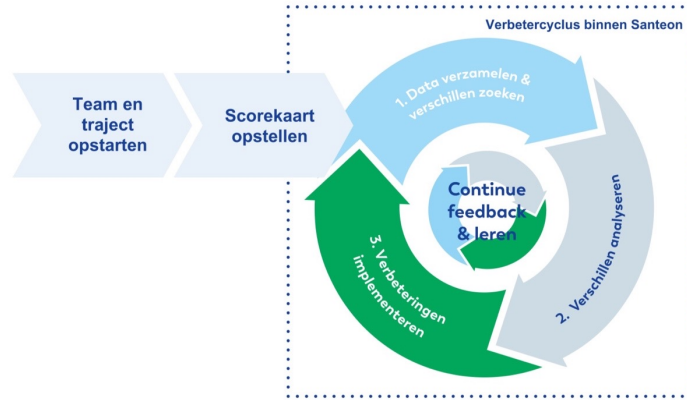 Verbetercyclus binnen Santeon
Team en
traject
opstarten
Scorekaart
opstellen
1. Data verzamelen &
verschillen zoeken
2. Verschillen analyseren
3. Verbeteringen
implementeren
Continue
feedback
& leren